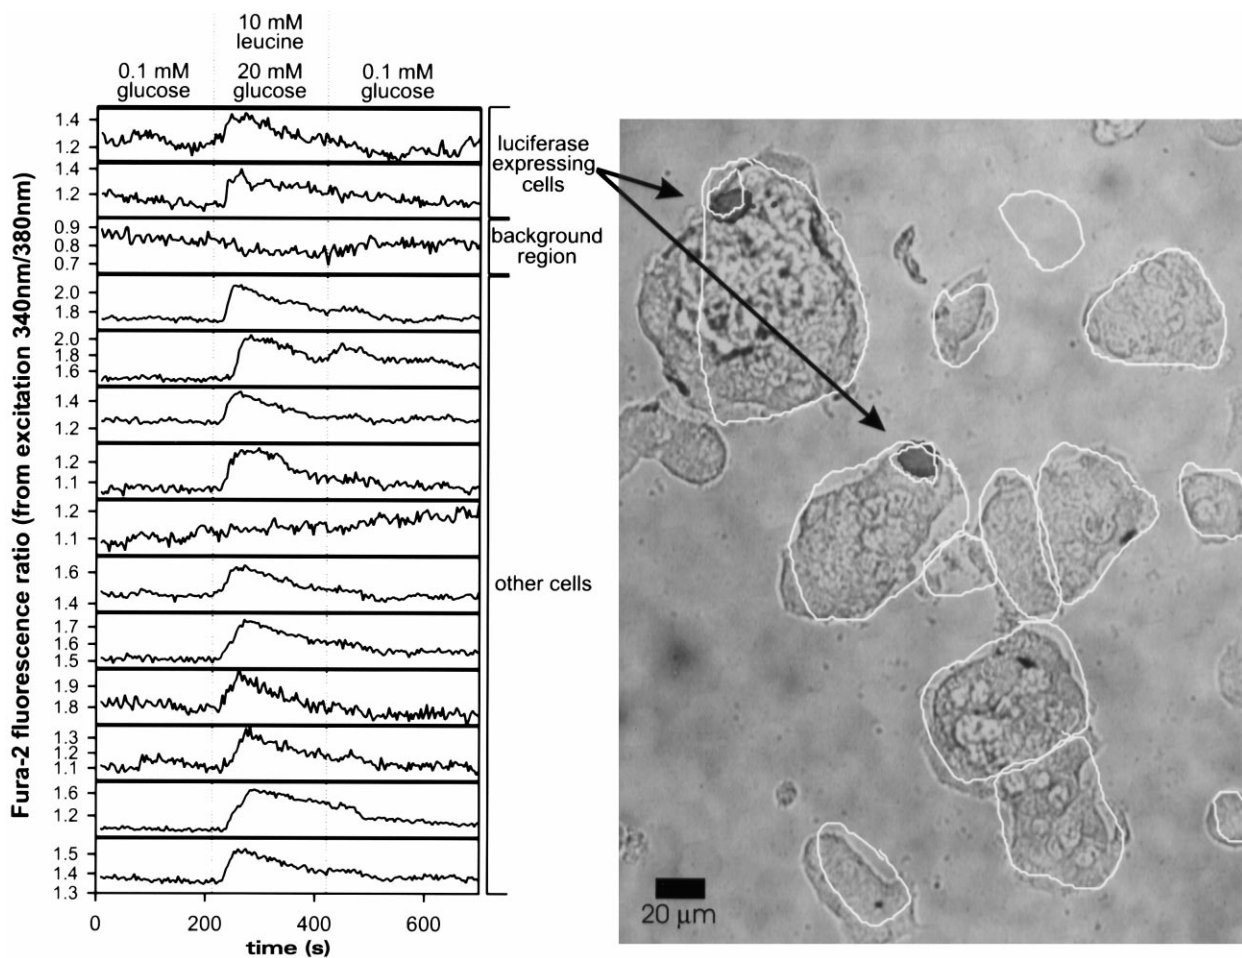 10 mM
leucine
0.1 mM
glucose
20 mM
glucose
0.1 mM
glucose
Fura-2 fluorescence ratio (from excitation 340nm/380nm)
1.4
1.2
1.4
1.2
0.9
0.8
0.7
2.0
1.8
2.0
1.8
1.6
1.4
1.2
1.2
1.1
1.2
1.1
1.6
1.4
1.7
1.6
1.5
1.9
1.8
1.3
1.2
1.1
1.6
1.2
1.5
1.4
1.3
0
200
400
600
time (s)
luciferase
expressing
cells
background
region
other cells
20 µm